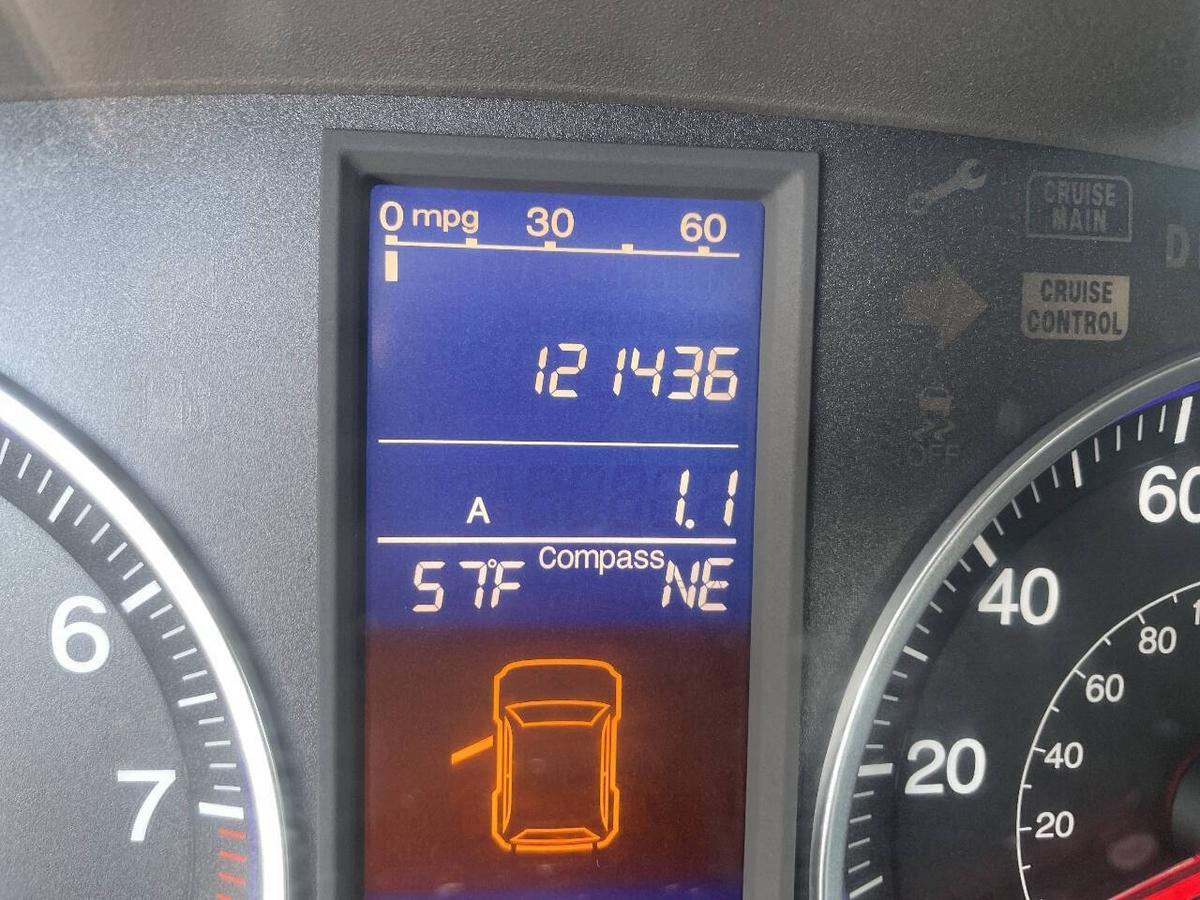 0 mpg 30 60
121436
A 1.1
57°F Compass NE
CRUISE
MAIN
D
CRUISE
CONTROL
OFF
6
7
60
40
20
80
60
40
20